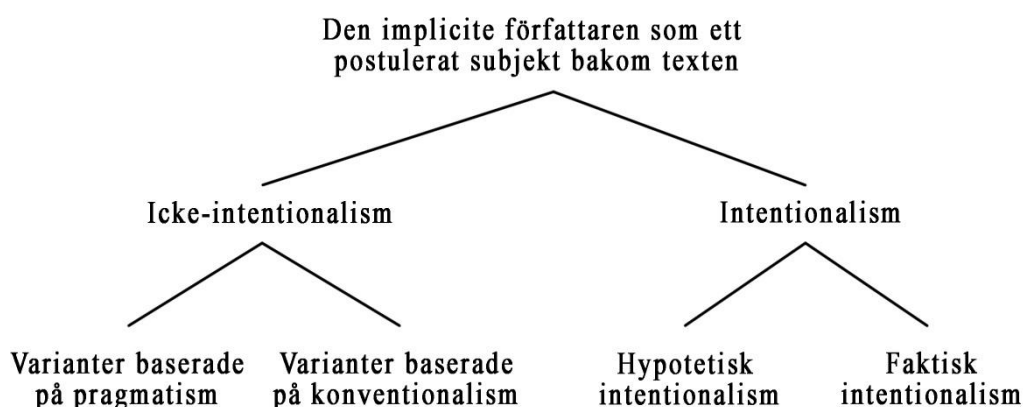 Den implicite författaren som ett
postulerat subjekt bakom texten
Icke-intentionalism
Intentionalism
Varianter baserade
på pragmatism
Varianter baserade
på konventionalism
Hypotetisk
intentionalism
Faktisk
intentionalism